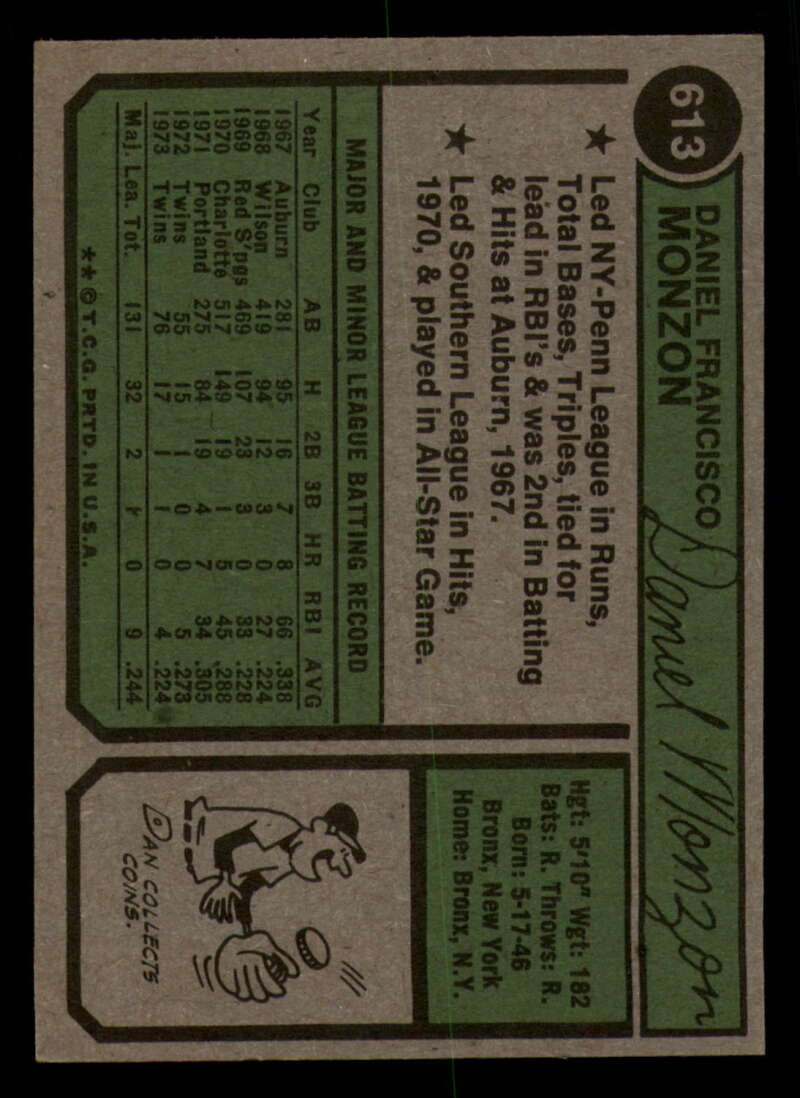 613
DANIEL FRANCISCO
MONZON
Daniel Monzon
★ Led NY-Penn League in Runs,
Total Bases, Triples, tied for
lead in RBI's & was 2nd in Batting
& Hits at Auburn, 1967.
★ Led Southern League in Hits,
1970, & played in All-Star Game.
MAJOR AND MINOR LEAGUE BATTING RECORD
Year Club AB H 2B 3B HR RBI AVG
1967 Auburn 281 95 16 7 8 66 .338
1968 Wilson 419 94 12 3 0 27 .224
1969 Red S'pgs 469 107 23 3 0 33 .228
1970 Charlotte 517 149 19 1 5 45 .288
1971 Portland 275 84 19 4 7 34 .305
1972 Twins 55 15 1 0 0 5 .273
1973 Twins 76 17 1 1 0 4 .224
Maj. Lea. Tot. 131 32 2 1 0 9 .244
**© T.C.G. PRTD. IN U.S.A.
Hgt: 5'10" Wgt: 182
Bats: R. Throws: R.
Born: 5-17-46
Bronx, New York
Home: Bronx, N.Y.
DAN COLLECTS
COINS.